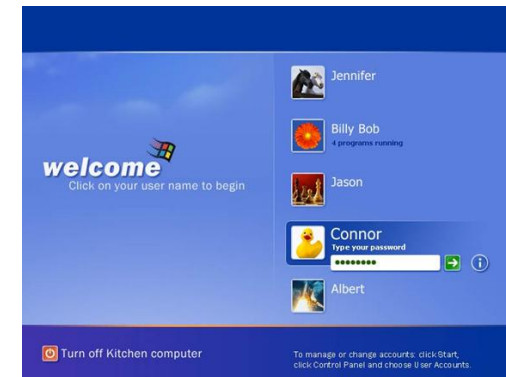 welcome
Click on your user name to begin
Jennifer
Billy Bob
4 programs running
Jason
Connor
Type your password
Albert
Turn off Kitchen computer
To manage or change accounts: click Start,
click Control Panel and choose User Accounts.